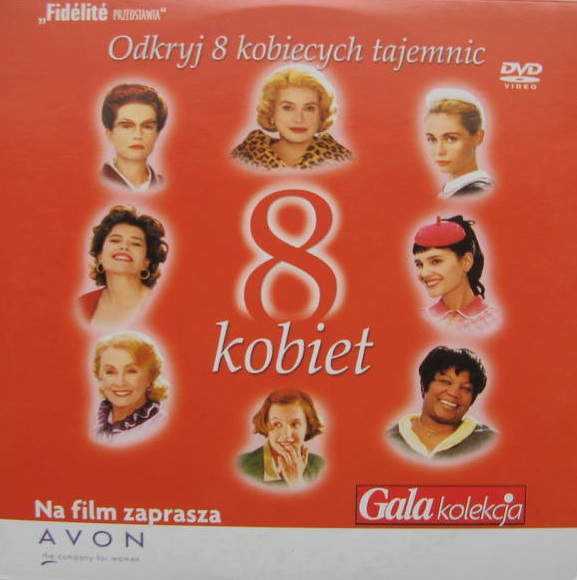 „Fidélité PRZEDSTAWIA"
Odkryj 8 kobiecych tajemnic
DVD
VIDEO
8
kobiet
Na film zaprasza
Gala kolekcja
AVON
the company for women